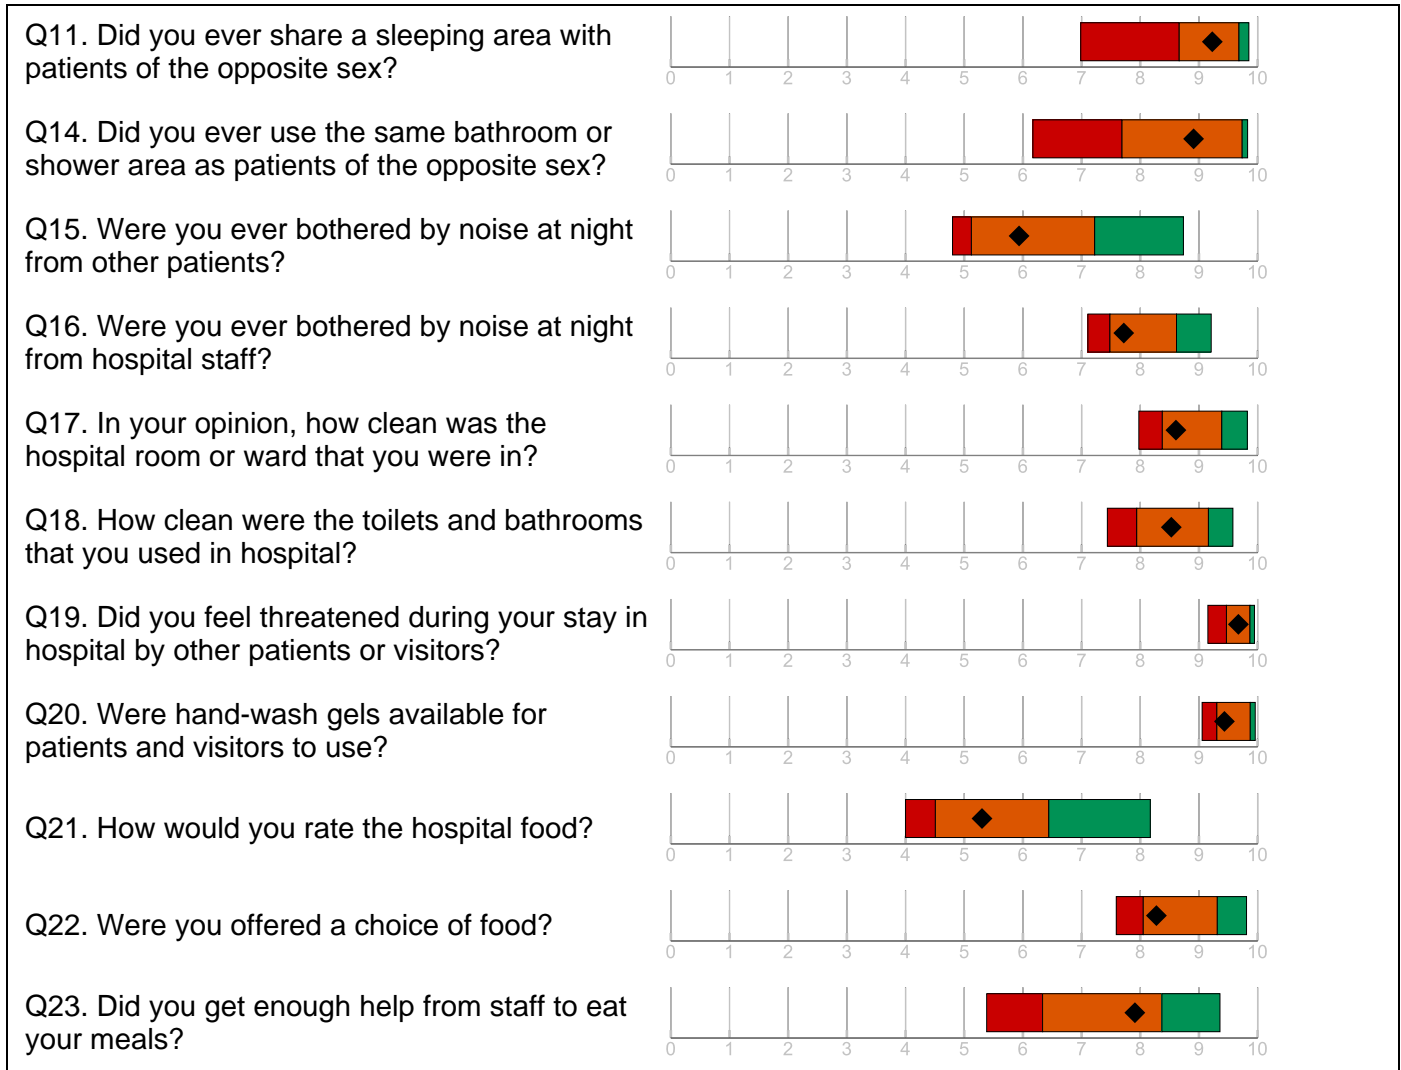 Q11. Did you ever share a sleeping area with
patients of the opposite sex?
0 1 2 3 4 5 6 7 8 9 10
Q14. Did you ever use the same bathroom or
shower area as patients of the opposite sex?
0 1 2 3 4 5 6 7 8 9 10
Q15. Were you ever bothered by noise at night
from other patients?
0 1 2 3 4 5 6 7 8 9 10
Q16. Were you ever bothered by noise at night
from hospital staff?
0 1 2 3 4 5 6 7 8 9 10
Q17. In your opinion, how clean was the
hospital room or ward that you were in?
0 1 2 3 4 5 6 7 8 9 10
Q18. How clean were the toilets and bathrooms
that you used in hospital?
0 1 2 3 4 5 6 7 8 9 10
Q19. Did you feel threatened during your stay in
hospital by other patients or visitors?
0 1 2 3 4 5 6 7 8 9 10
Q20. Were hand-wash gels available for
patients and visitors to use?
0 1 2 3 4 5 6 7 8 9 10
Q21. How would you rate the hospital food?
0 1 2 3 4 5 6 7 8 9 10
Q22. Were you offered a choice of food?
0 1 2 3 4 5 6 7 8 9 10
Q23. Did you get enough help from staff to eat
your meals?
0 1 2 3 4 5 6 7 8 9 10